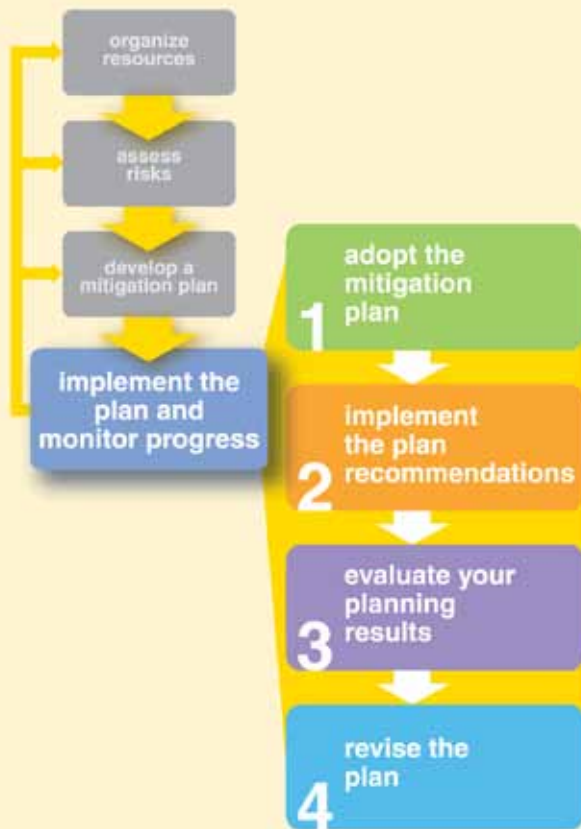 organize
resources
assess
risks
develop a
mitigation plan
implement the
plan and
monitor progress
adopt the
mitigation
plan
1
implement
the plan
recommendations
2
evaluate your
planning
results
3
revise the
plan
4